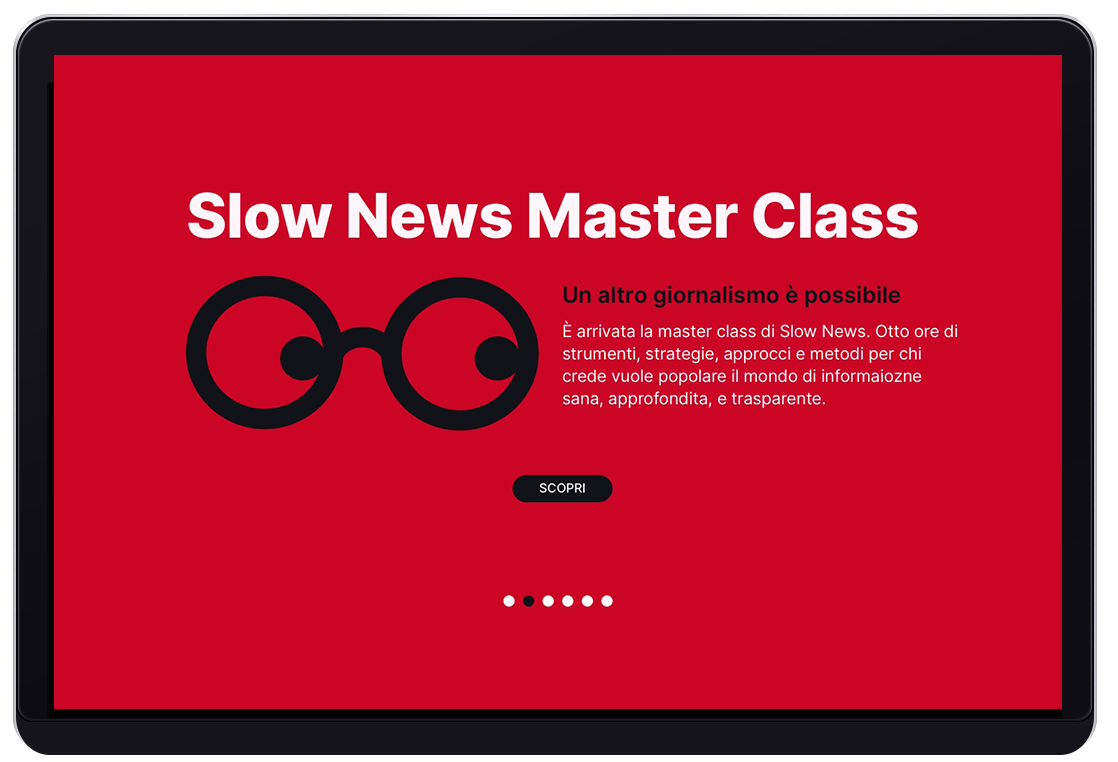 Slow News Master Class
Un altro giornalismo è possibile
È arrivata la master class di Slow News. Otto ore di
strumenti, strategie, approcci e metodi per chi
crede vuole popolare il mondo di informaiozne
sana, approfondita, e trasparente.
SCOPRI